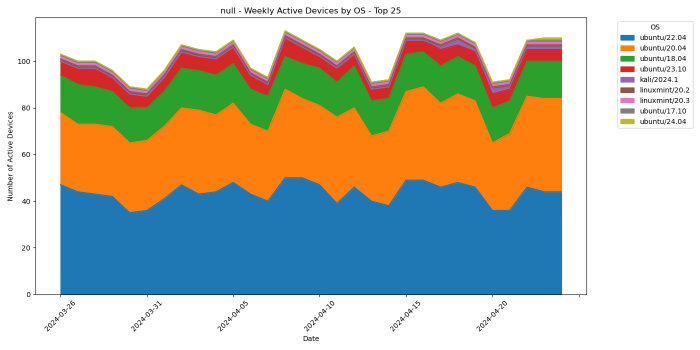 null - Weekly Active Devices by OS - Top 25
OS
ubuntu/22.04
ubuntu/20.04
ubuntu/18.04
ubuntu/23.10
kali/2024.1
linuxmint/20.2
linuxmint/20.3
ubuntu/17.10
ubuntu/24.04
Number of Active Devices
100
80
60
40
20
0
2024-03-26
2024-03-31
2024-04-05
2024-04-10
2024-04-15
2024-04-20
Date